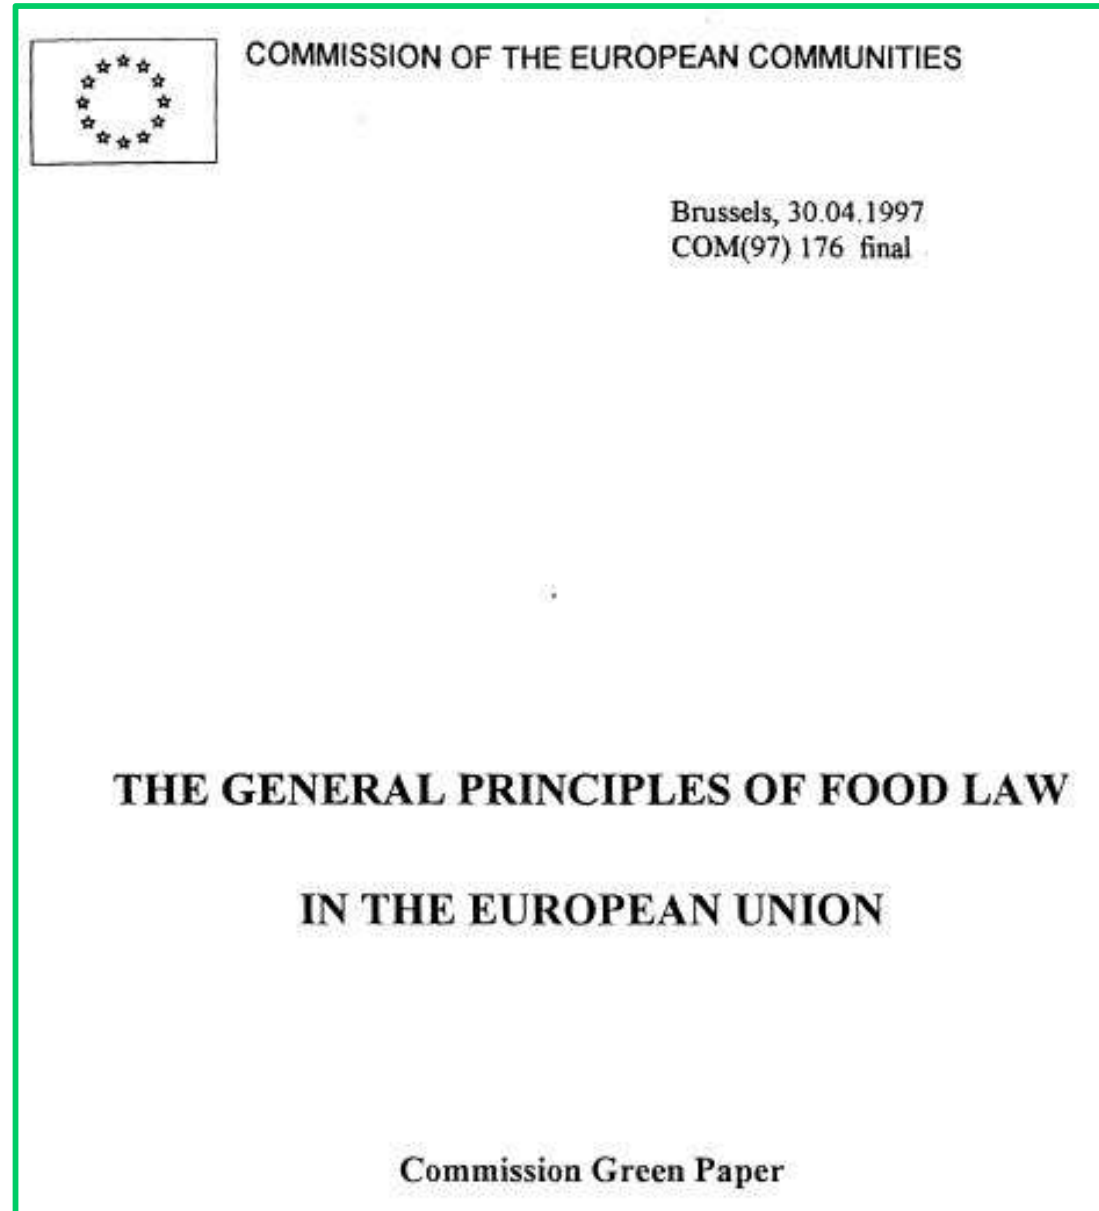 COMMISSION OF THE EUROPEAN COMMUNITIES
Brussels, 30.04.1997
COM(97) 176 final
THE GENERAL PRINCIPLES OF FOOD LAW
IN THE EUROPEAN UNION
Commission Green Paper